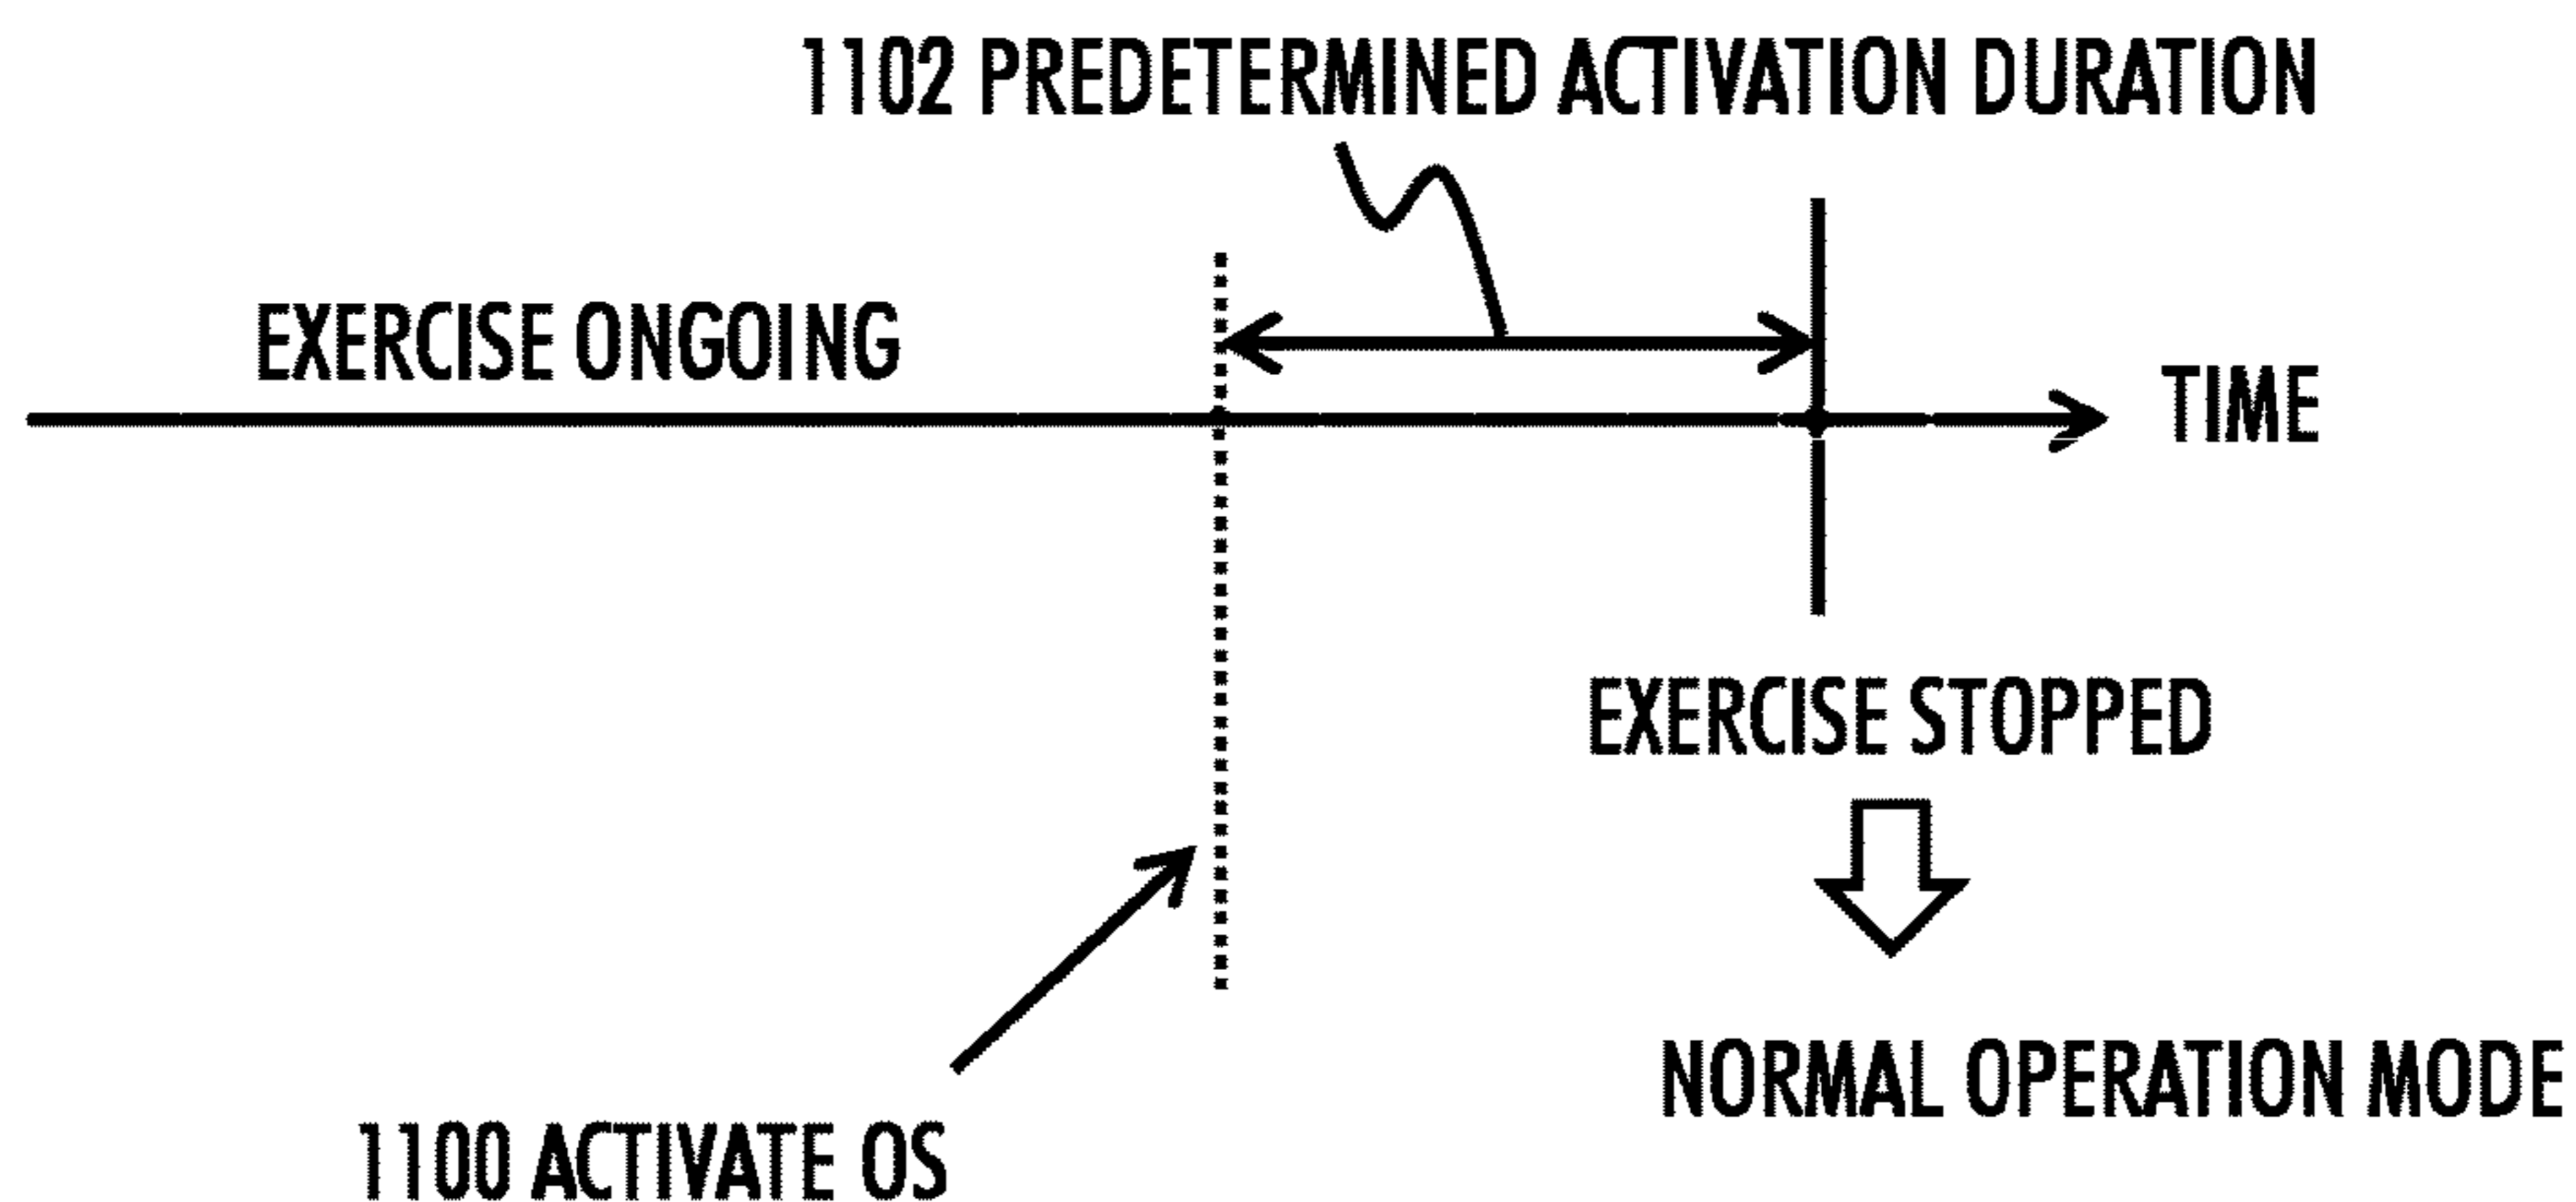 1102 PREDETERMINED ACTIVATION DURATION
EXERCISE ONGOING
TIME
EXERCISE STOPPED
NORMAL OPERATION MODE
1100 ACTIVATE OS